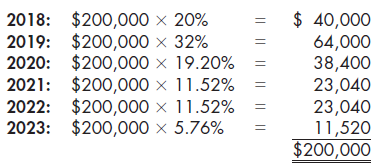 2018: $200,000 × 20% = $ 40,000
2019: $200,000 × 32% = 64,000
2020: $200,000 × 19.20% = 38,400
2021: $200,000 × 11.52% = 23,040
2022: $200,000 × 11.52% = 23,040
2023: $200,000 × 5.76% = 11,520
$200,000